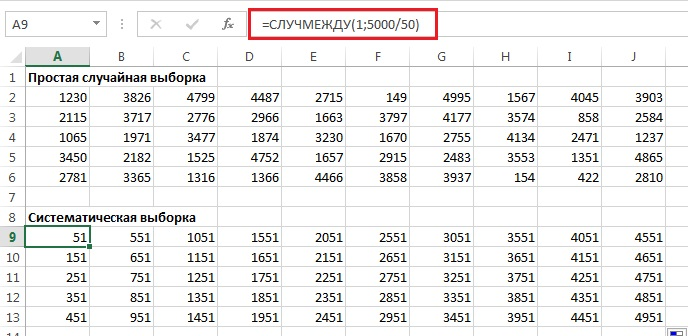 A9 fx =СЛУЧМЕЖДУ(1;5000/50)
A B C D E F G H I J
1 Простая случайная выборка
2 1230 3826 4799 4487 2715 149 4995 1567 4045 3903
3 2115 3717 2776 2966 1663 3797 4177 3574 858 2584
4 1065 1971 3477 1874 3230 1670 2755 4134 2471 1237
5 3450 2182 1525 4752 1657 2915 2483 3553 1351 4865
6 2781 3365 1316 1366 4466 3858 3937 154 422 2810
7
8 Систематическая выборка
9 51 551 1051 1551 2051 2551 3051 3551 4051 4551
10 151 651 1151 1651 2151 2651 3151 3651 4151 4651
11 251 751 1251 1751 2251 2751 3251 3751 4251 4751
12 351 851 1351 1851 2351 2851 3351 3851 4351 4851
13 451 951 1451 1951 2451 2951 3451 3951 4451 4951